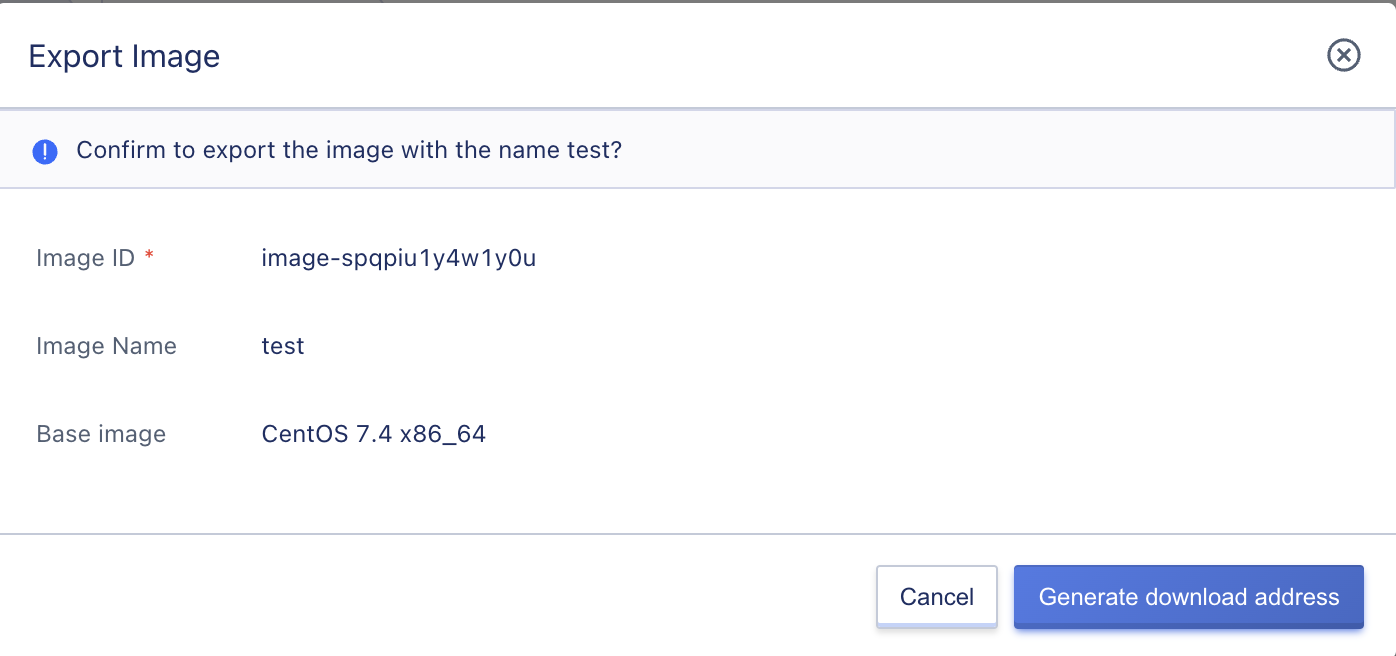 Export Image
Confirm to export the image with the name test?
Image ID *
image-spqpiu1y4w1y0u
Image Name
test
Base image
CentOS 7.4 x86_64
Cancel
Generate download address